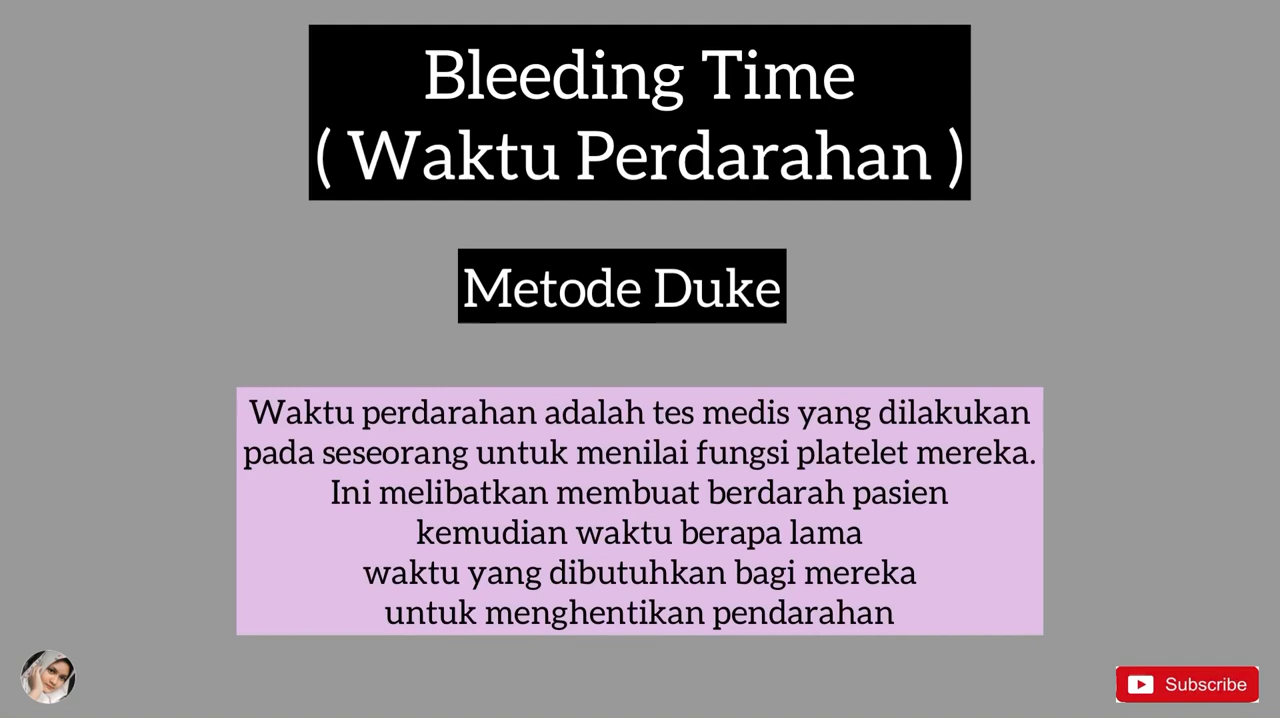 Bleeding Time
( Waktu Perdarahan )
Metode Duke
Waktu perdarahan adalah tes medis yang dilakukan
pada seseorang untuk menilai fungsi platelet mereka.
Ini melibatkan membuat berdarah pasien
kemudian waktu berapa lama
waktu yang dibutuhkan bagi mereka
untuk menghentikan pendarahan
Subscribe